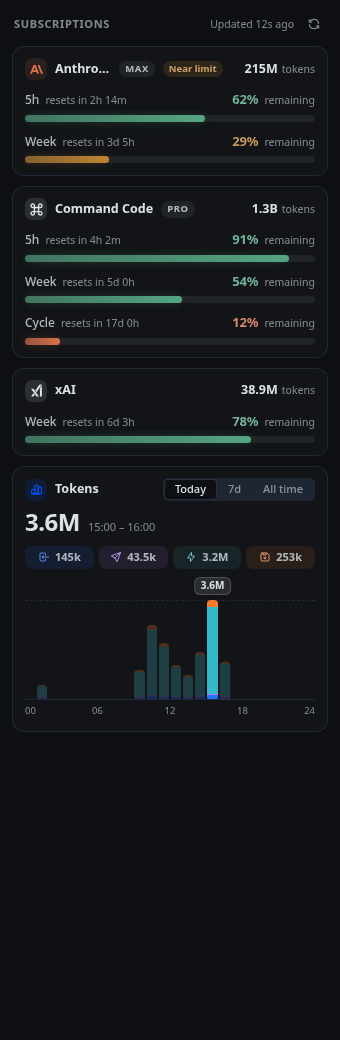 SUBSCRIPTIONS Updated 12s ago
Anthro... MAX Near limit 215M tokens
5h resets in 2h 14m 62% remaining
Week resets in 3d 5h 29% remaining
Command Code PRO 1.3B tokens
5h resets in 4h 2m 91% remaining
Week resets in 5d 0h 54% remaining
Cycle resets in 17d 0h 12% remaining
xAI 38.9M tokens
Week resets in 6d 3h 78% remaining
Tokens Today 7d All time
3.6M 15:00 – 16:00
145k 43.5k 3.2M 253k
3.6M
00 06 12 18 24